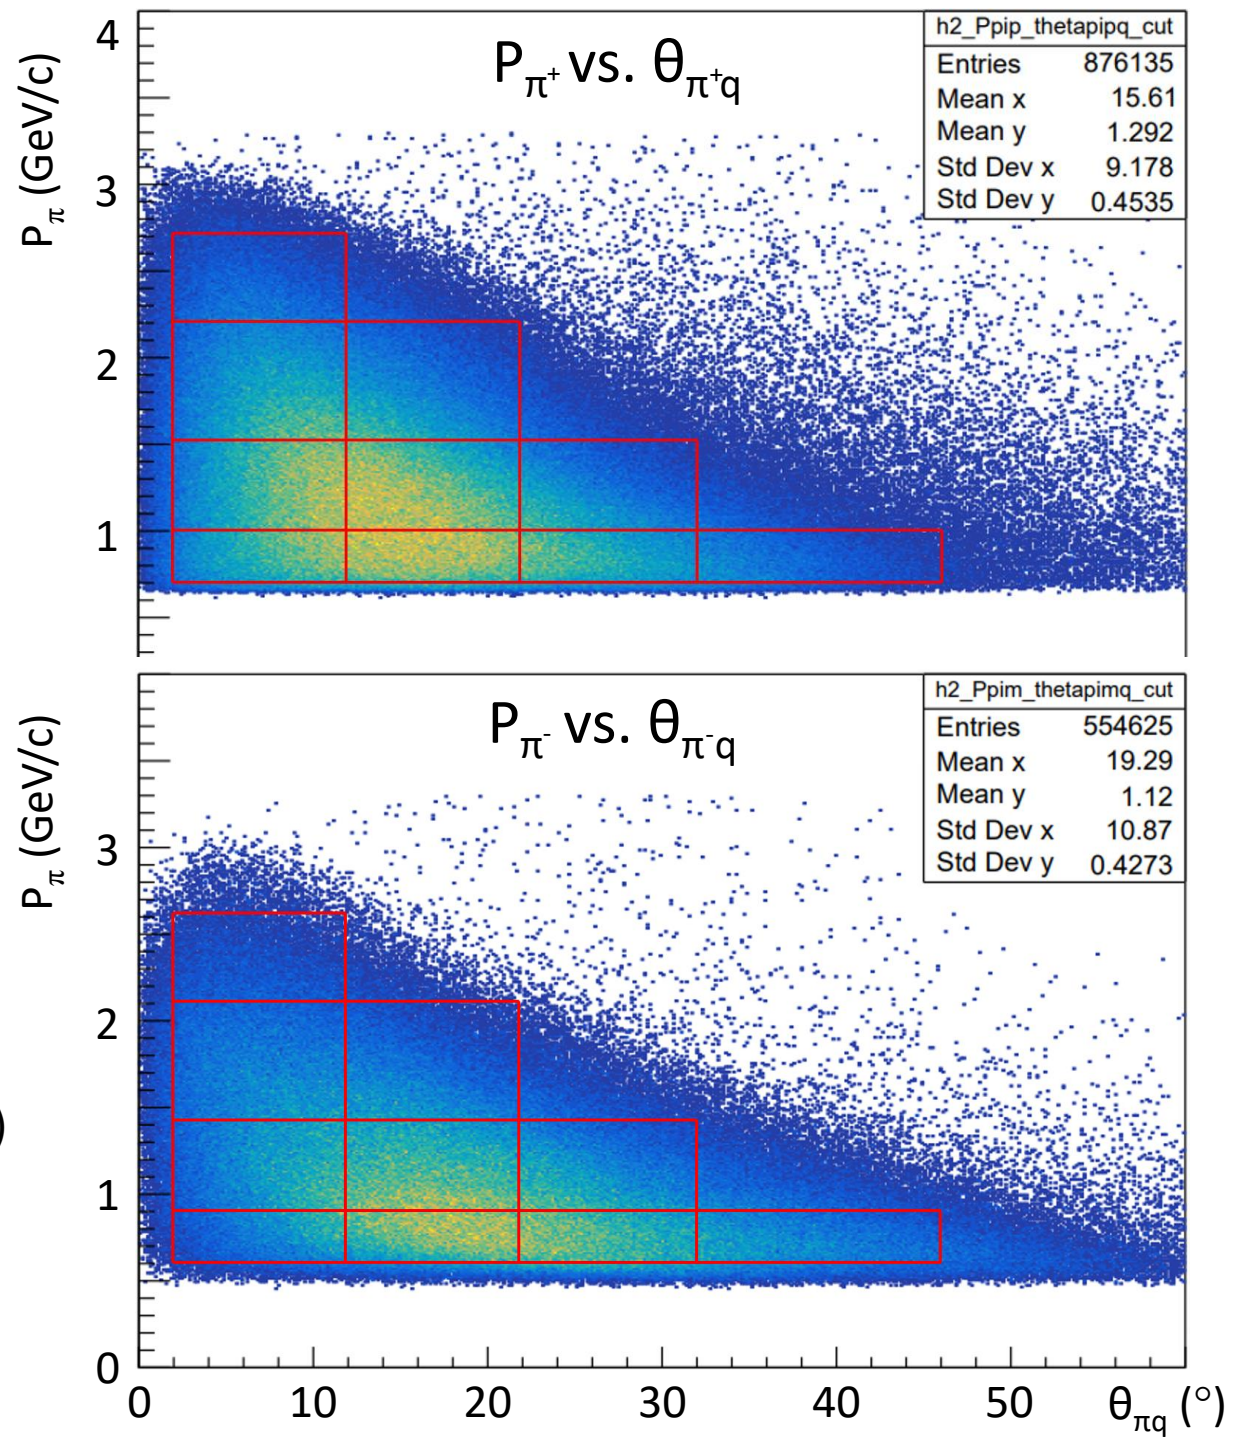 P_π⁺ vs. θ_π⁺q
h2_Ppip_thetapipq_cut
Entries 876135
Mean x 15.61
Mean y 1.292
Std Dev x 9.178
Std Dev y 0.4535
P_π (GeV/c)
4
3
2
1
P_π⁻ vs. θ_π⁻q
h2_Ppim_thetapimq_cut
Entries 554625
Mean x 19.29
Mean y 1.12
Std Dev x 10.87
Std Dev y 0.4273
P_π (GeV/c)
3
2
)
1
0
0 10 20 30 40 50 θ_πq (°)